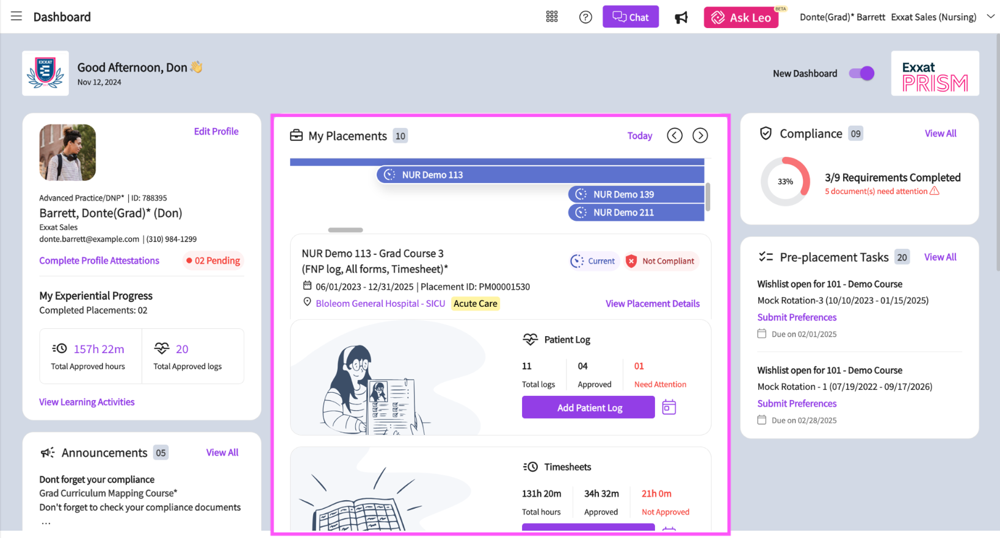 Dashboard
Chat
Ask Leo
BETA
Donte(Grad)* Barrett Exxat Sales (Nursing)
EXXAT
Good Afternoon, Don
Nov 12, 2024
New Dashboard
Exxat
PRISM
Edit Profile
Advanced Practice/DNP* | ID: 788395
Barrett, Donte(Grad)* (Don)
Exxat Sales
donte.barrett@example.com | (310) 984-1299
Complete Profile Attestations
02 Pending
My Experiential Progress
Completed Placements: 02
157h 22m
Total Approved hours
20
Total Approved logs
View Learning Activities
Announcements 05
View All
Dont forget your compliance
Grad Curriculum Mapping Course*
Don't forget to check your compliance documents
...
My Placements 10
Today
NUR Demo 113
NUR Demo 139
NUR Demo 211
NUR Demo 113 - Grad Course 3
(FNP log, All forms, Timesheet)*
Current
Not Compliant
06/01/2023 - 12/31/2025 | Placement ID: PM00001530
Bloleom General Hospital - SICU
Acute Care
View Placement Details
Patient Log
11
Total logs
04
Approved
01
Need Attention
Add Patient Log
Timesheets
131h 20m
Total hours
34h 32m
Approved
21h 0m
Not Approved
Compliance 09
View All
33%
3/9 Requirements Completed
5 document(s) need attention
Pre-placement Tasks 20
View All
Wishlist open for 101 - Demo Course
Mock Rotation-3 (10/10/2023 - 01/15/2025)
Submit Preferences
Due on 02/01/2025
Wishlist open for 101 - Demo Course
Mock Rotation - 1 (07/19/2022 - 09/17/2026)
Submit Preferences
Due on 02/28/2025